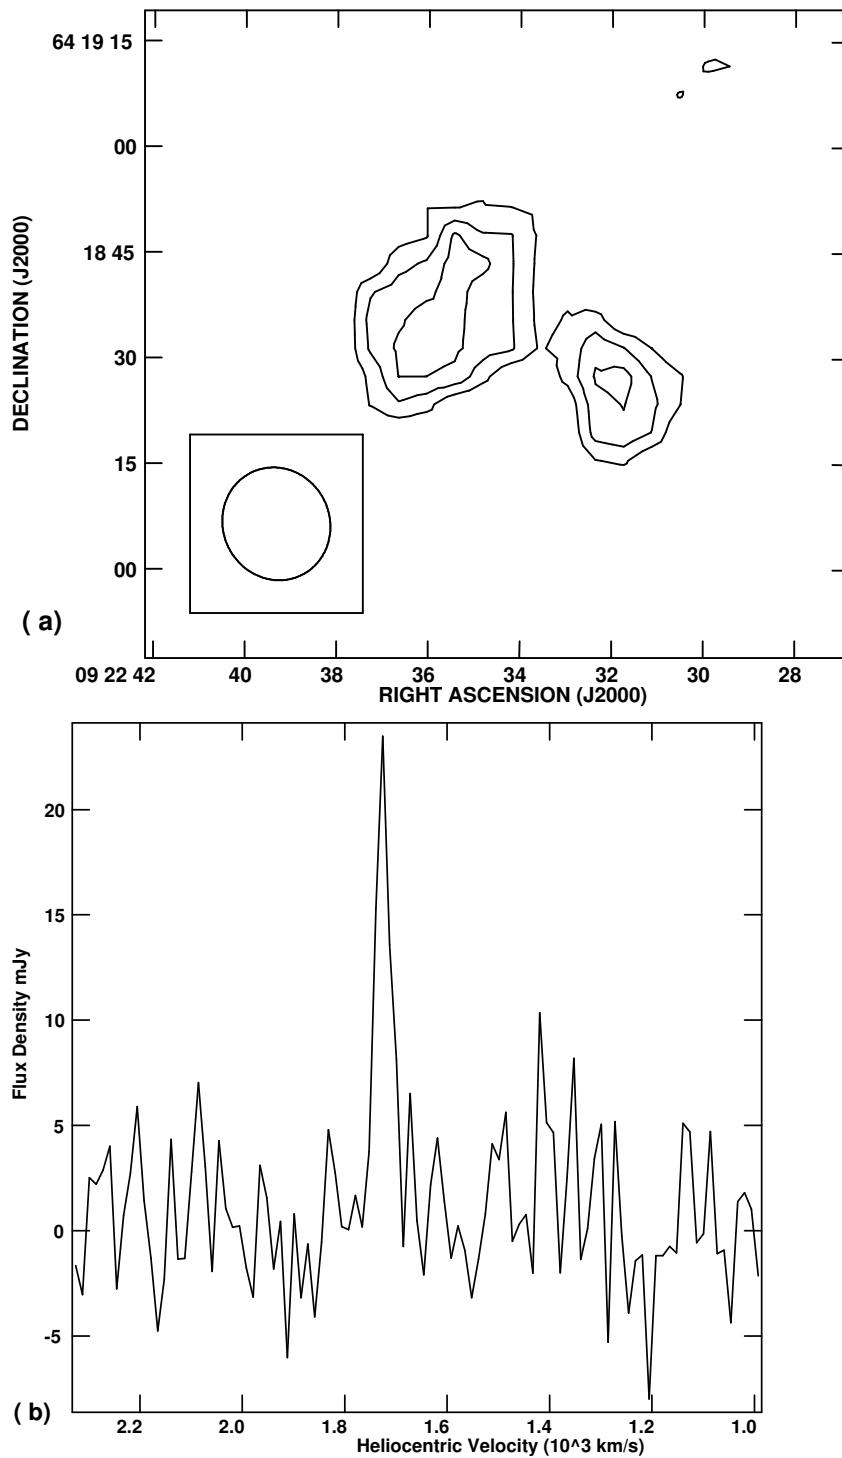 64 19 15
00
18 45
30
15
00
DECLINATION (J2000)
( a)
09 22 42 40 38 36 34 32 30 28
RIGHT ASCENSION (J2000)
20
15
10
5
0
-5
Flux Density mJy
( b)
2.2 2.0 1.8 1.6 1.4 1.2 1.0
Heliocentric Velocity (10^3 km/s)